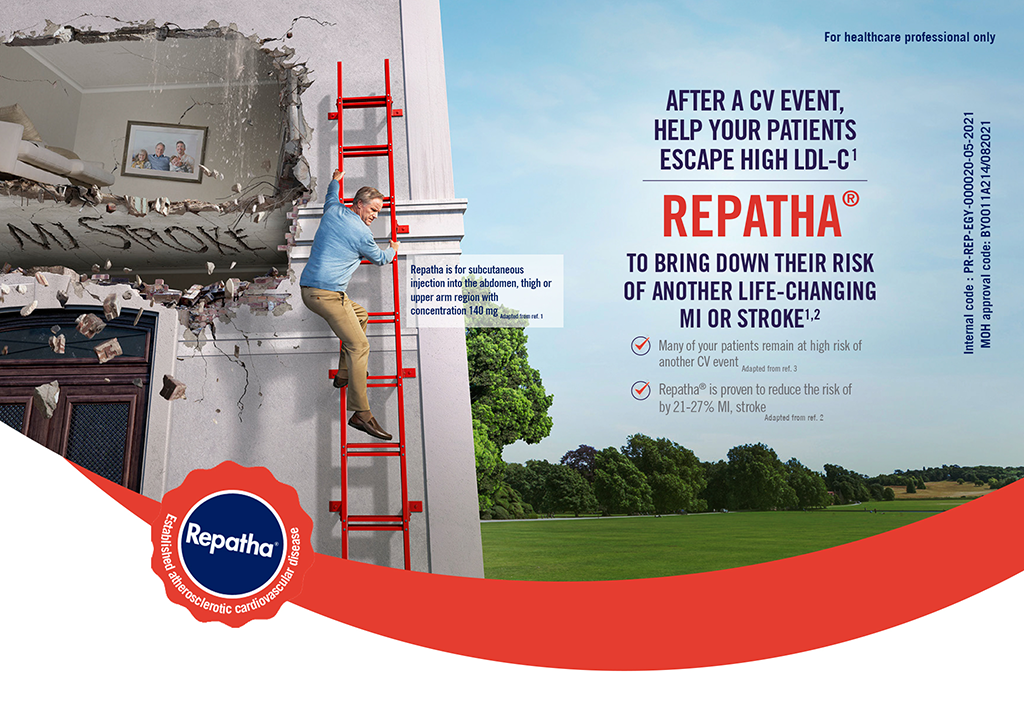 For healthcare professional only
AFTER A CV EVENT,
HELP YOUR PATIENTS
ESCAPE HIGH LDL-C1
REPATHA®
TO BRING DOWN THEIR RISK
OF ANOTHER LIFE-CHANGING
MI OR STROKE1,2
Many of your patients remain at high risk of
another CV event Adapted from ref. 3
Repatha® is proven to reduce the risk of
by 21-27% MI, stroke
Adapted from ref. 2
Internal code : PR-REP-EGY-000020-05-2021
MOH approval code: BY0011A214/082021
MI STROKE
Repatha is for subcutaneous
injection into the abdomen, thigh or
upper arm region with
concentration 140 mg Adapted from ref. 1
Repatha®
Established atherosclerotic cardiovascular disease